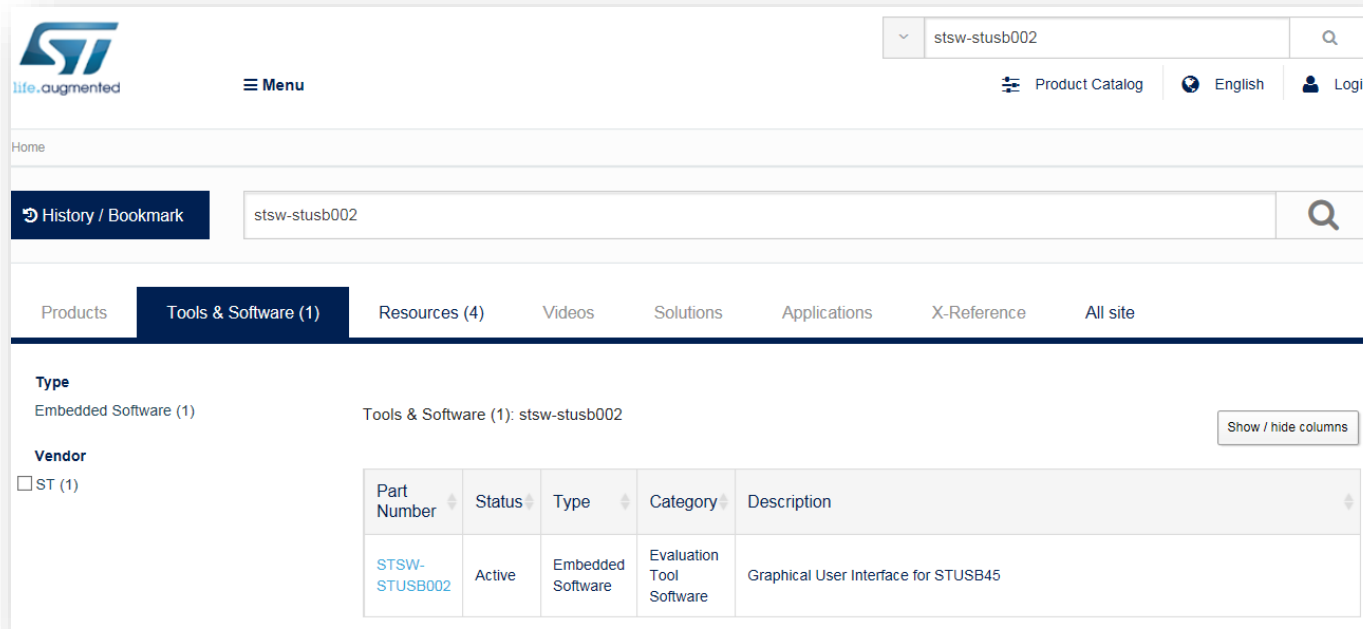 stsw-stusb002
life.augmented
Menu
Product Catalog
English
Logi
Home
History / Bookmark
stsw-stusb002
Products
Tools & Software (1)
Resources (4)
Videos
Solutions
Applications
X-Reference
All site
Type
Embedded Software (1)
Tools & Software (1): stsw-stusb002
Show / hide columns
Vendor
ST (1)
Part
Number
Status
Type
Category
Description
STSW-
STUSB002
Active
Embedded
Software
Evaluation
Tool
Software
Graphical User Interface for STUSB45